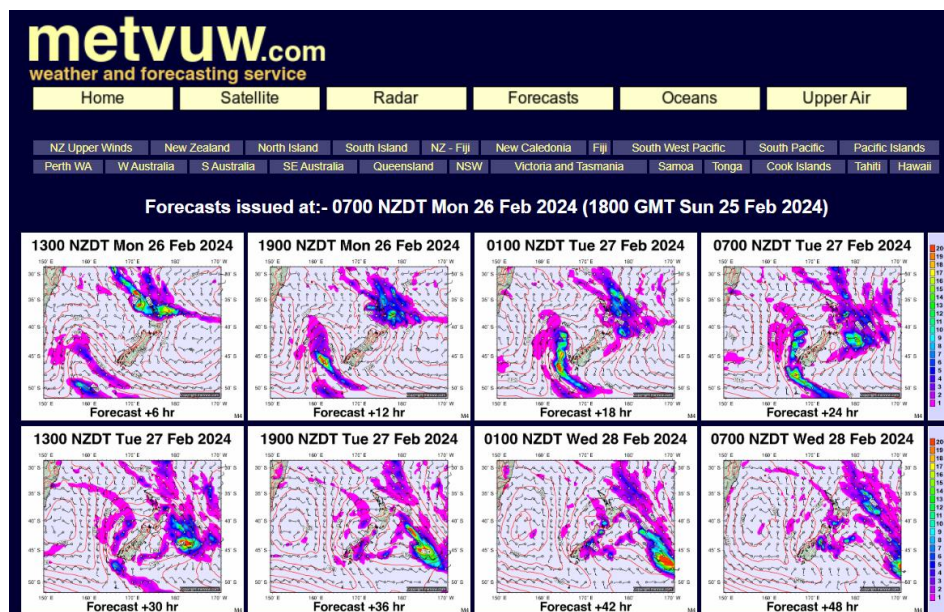 metvuw.com
weather and forecasting service
Home Satellite Radar Forecasts Oceans Upper Air
NZ Upper Winds New Zealand North Island South Island NZ - Fiji New Caledonia Fiji South West Pacific South Pacific Pacific Islands
Perth WA W Australia S Australia SE Australia Queensland NSW Victoria and Tasmania Samoa Tonga Cook Islands Tahiti Hawaii
Forecasts issued at:- 0700 NZDT Mon 26 Feb 2024 (1800 GMT Sun 25 Feb 2024)
1300 NZDT Mon 26 Feb 2024 1900 NZDT Mon 26 Feb 2024 0100 NZDT Tue 27 Feb 2024 0700 NZDT Tue 27 Feb 2024
Forecast +6 hr Forecast +12 hr Forecast +18 hr Forecast +24 hr
1300 NZDT Tue 27 Feb 2024 1900 NZDT Tue 27 Feb 2024 0100 NZDT Wed 28 Feb 2024 0700 NZDT Wed 28 Feb 2024
Forecast +30 hr Forecast +36 hr Forecast +42 hr Forecast +48 hr